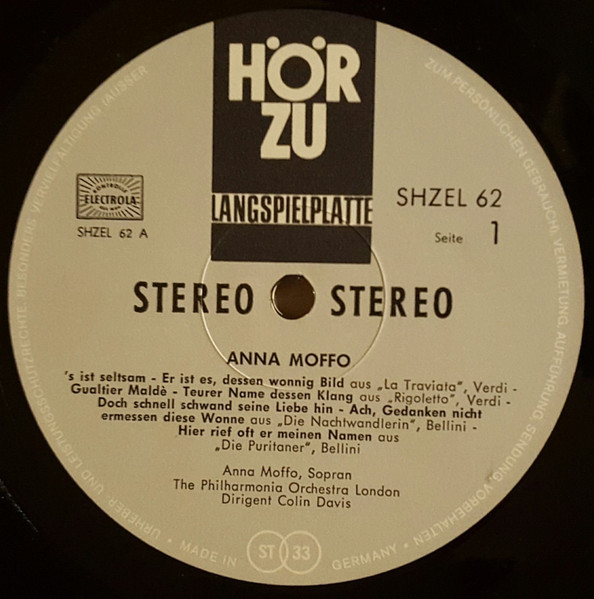 HÖR
ZU
LANGSPIELPLATTE
KONTROLLE
ELECTROLA
SHZEL 62 A
SHZEL 62
Seite 1
STEREO STEREO
ANNA MOFFO
's ist seltsam - Er ist es, dessen wonnig Bild aus „La Traviata", Verdi -
Gualtier Maldè - Teurer Name dessen Klang aus „Rigoletto", Verdi -
Doch schnell schwand seine Liebe hin - Ach, Gedanken nicht
ermessen diese Wonne aus „Die Nachtwandlerin", Bellini -
Hier rief oft er meinen Namen aus
„Die Puritaner", Bellini
Anna Moffo, Sopran
The Philharmonia Orchestra London
Dirigent Colin Davis
ST 33
MADE IN GERMANY
URHEBER- UND LEISTUNGSSCHUTZRECHTE, BESONDERS VERVIELFÄLTIGUNG (AUSSER
ZUM PERSÖNLICHEN GEBRAUCH), VERMIETUNG, AUFFÜHRUNG, SENDUNG, VORBEHALTEN